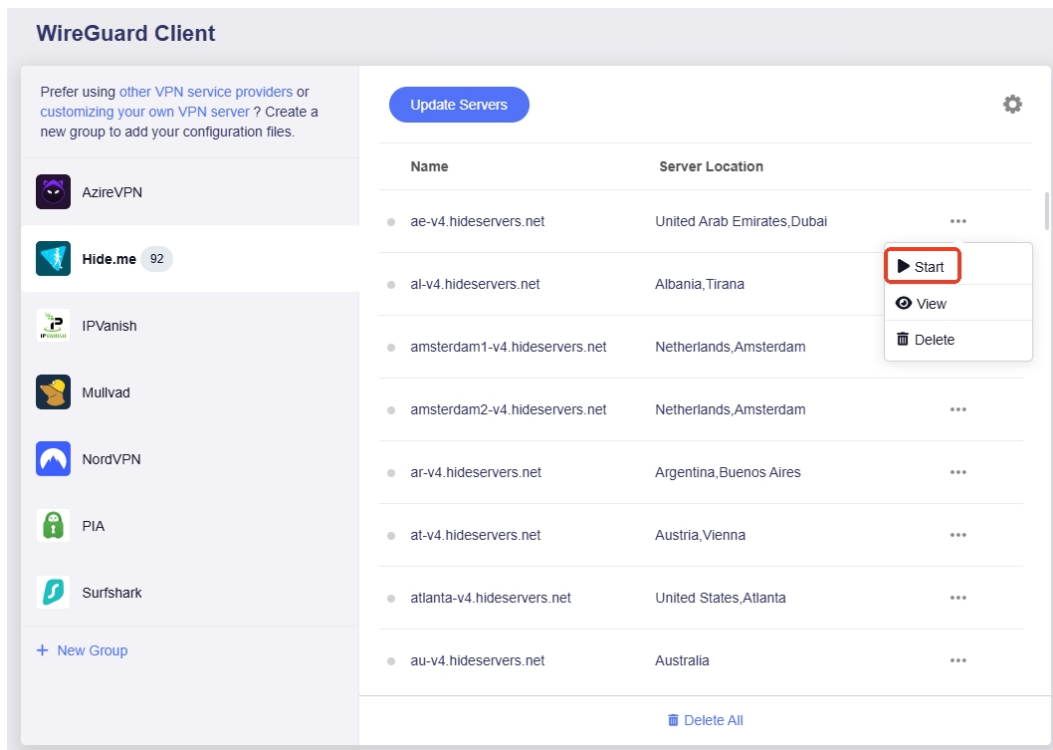 WireGuard Client
Prefer using other VPN service providers or
customizing your own VPN server ? Create a
new group to add your configuration files.
AzireVPN
Hide.me 92
IPVanish
IP
IPVANISH
Mullvad
NordVPN
PIA
Surfshark
+ New Group
Update Servers
Name Server Location
ae-v4.hideservers.net United Arab Emirates,Dubai
Start
View
Delete
al-v4.hideservers.net Albania,Tirana
amsterdam1-v4.hideservers.net Netherlands,Amsterdam
amsterdam2-v4.hideservers.net Netherlands,Amsterdam
ar-v4.hideservers.net Argentina,Buenos Aires
at-v4.hideservers.net Austria,Vienna
atlanta-v4.hideservers.net United States,Atlanta
au-v4.hideservers.net Australia
Delete All